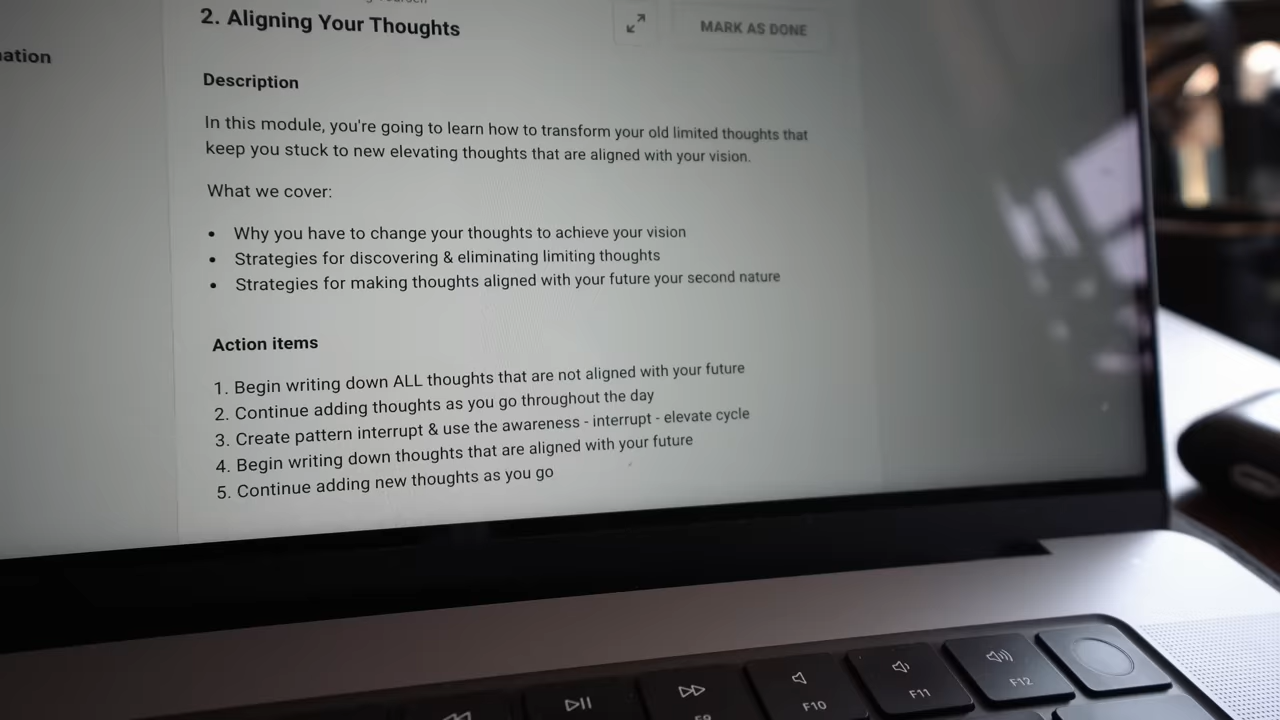 2. Aligning Your Thoughts
MARK AS DONE
Description
In this module, you're going to learn how to transform your old limited thoughts that
keep you stuck to new elevating thoughts that are aligned with your vision.
What we cover:
• Why you have to change your thoughts to achieve your vision
• Strategies for discovering & eliminating limiting thoughts
• Strategies for making thoughts aligned with your future your second nature
Action items
1. Begin writing down ALL thoughts that are not aligned with your future
2. Continue adding thoughts as you go throughout the day
3. Create pattern interrupt & use the awareness - interrupt - elevate cycle
4. Begin writing down thoughts that are aligned with your future
5. Continue adding new thoughts as you go
F9
F10
F11
F12